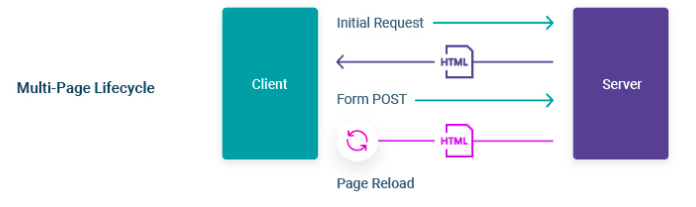 Initial Request
HTML
Multi-Page Lifecycle
Client
Server
Form POST
HTML
Page Reload